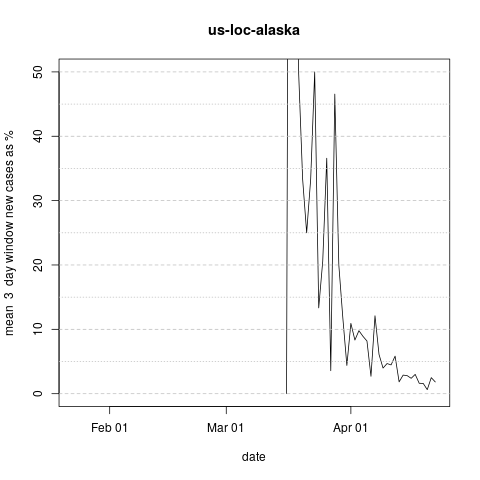 us-loc-alaska
mean 3 day window new cases as %
50
40
30
20
10
0
Feb 01
Mar 01
Apr 01
date